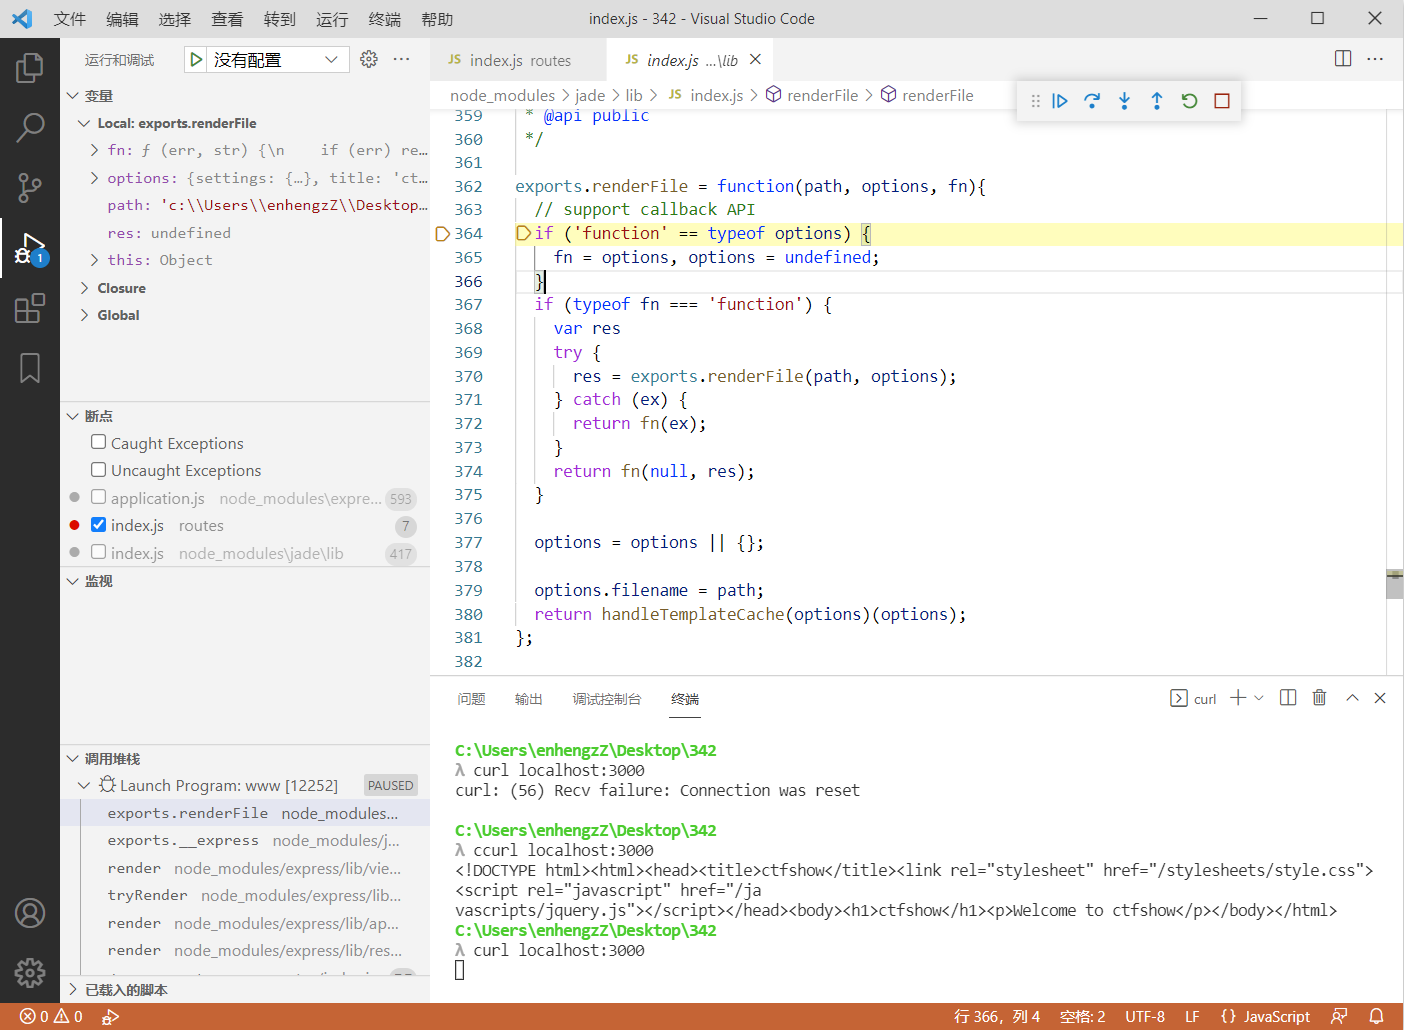 文件 编辑 选择 查看 转到 运行 终端 帮助 index.js - 342 - Visual Studio Code
运行和调试 没有配置
变量
Local: exports.renderFile
fn: ƒ (err, str) {\n    if (err) re…
options: {settings: {…}, title: 'ct…
path: 'c:\\Users\\enhengzZ\\Desktop…
res: undefined
this: Object
Closure
Global
断点
Caught Exceptions
Uncaught Exceptions
application.js node_modules\expre... 593
index.js routes 7
index.js node_modules\jade\lib 417
监视
调用堆栈
Launch Program: www [12252] PAUSED
exports.renderFile node_modules...
exports.__express node_modules/j...
render node_modules/express/lib/vie...
tryRender node_modules/express/lib...
render node_modules/express/lib/ap...
render node_modules/express/lib/res...
已载入的脚本
JS index.js routes JS index.js ...\lib
node_modules > jade > lib > JS index.js > renderFile > renderFile
359 * @api public
360 */
361
362 exports.renderFile = function(path, options, fn){
363 // support callback API
364 if ('function' == typeof options) {
365 fn = options, options = undefined;
366 }
367 if (typeof fn === 'function') {
368 var res
369 try {
370 res = exports.renderFile(path, options);
371 } catch (ex) {
372 return fn(ex);
373 }
374 return fn(null, res);
375 }
376
377 options = options || {};
378
379 options.filename = path;
380 return handleTemplateCache(options)(options);
381 };
382
问题 输出 调试控制台 终端 curl
C:\Users\enhengzZ\Desktop\342
λ curl localhost:3000
curl: (56) Recv failure: Connection was reset
C:\Users\enhengzZ\Desktop\342
λ ccurl localhost:3000
<!DOCTYPE html><html><head><title>ctfshow</title><link rel="stylesheet" href="/stylesheets/style.css">
<script rel="javascript" href="/ja
vascripts/jquery.js"></script></head><body><h1>ctfshow</h1><p>Welcome to ctfshow</p></body></html>
C:\Users\enhengzZ\Desktop\342
λ curl localhost:3000
1
0 0 行 366，列 4 空格: 2 UTF-8 LF {} JavaScript